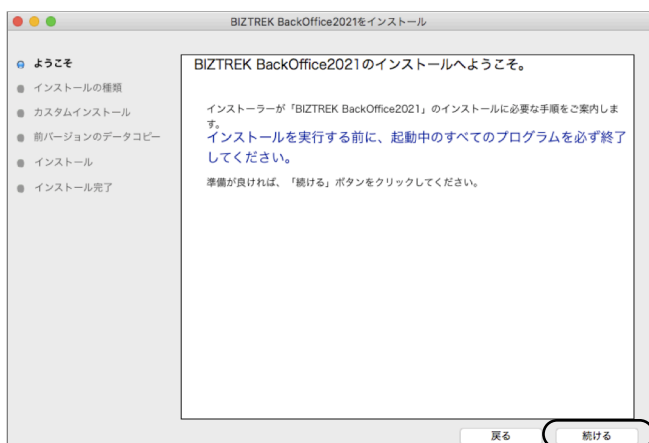 BIZTREK BackOffice2021をインストール
ようこそ
インストールの種類
カスタムインストール
前バージョンのデータコピー
インストール
インストール完了
BIZTREK BackOffice2021のインストールへようこそ。
インストーラーが「BIZTREK BackOffice2021」のインストールに必要な手順をご案内しま
す。
インストールを実行する前に、起動中のすべてのプログラムを必ず終了
してください。
準備が良ければ、「続ける」ボタンをクリックしてください。
戻る
続ける